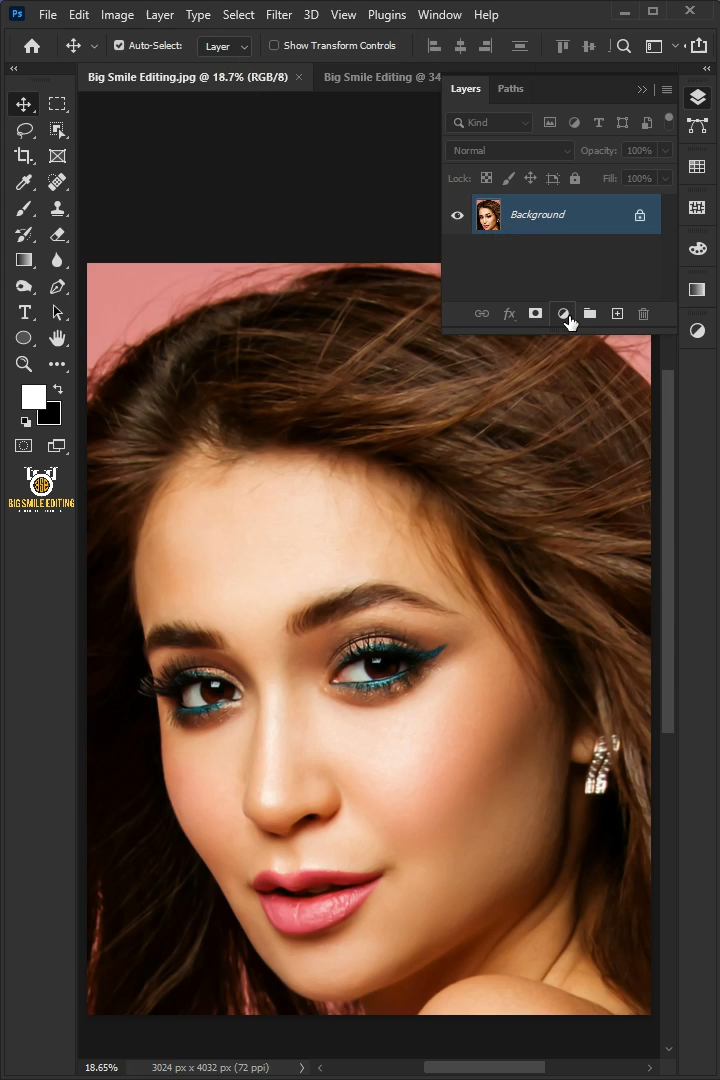 Ps File Edit Image Layer Type Select Filter 3D View Plugins Window Help
Auto-Select: Layer Show Transform Controls
Big Smile Editing.jpg @ 18.7% (RGB/8) × Big Smile Editing @ 34
Layers Paths
Kind
Normal Opacity: 100%
Lock: Fill: 100%
Background
fx
BIG SMILE EDITING
18.65% 3024 px x 4032 px (72 ppi)